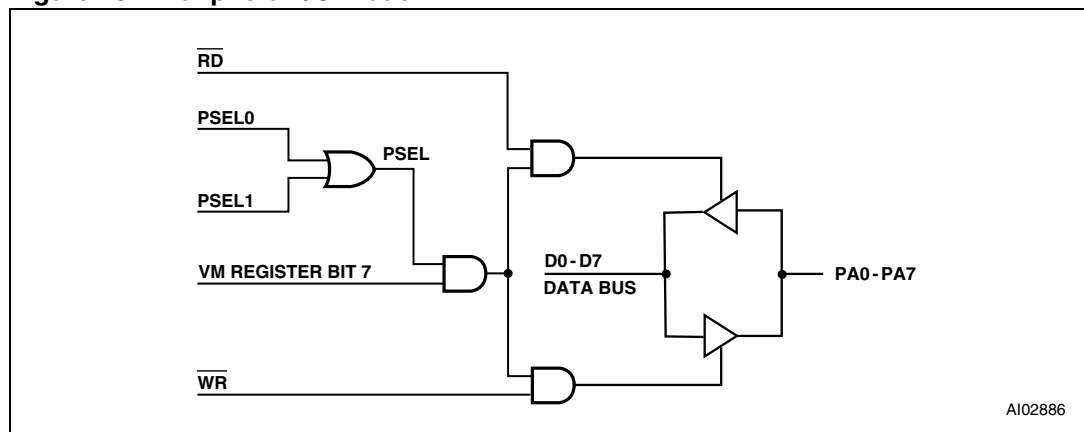 RD
PSEL0
PSEL
PSEL1
D0-D7
VM REGISTER BIT 7
DATA BUS
PA0-PA7
WR
AI02886